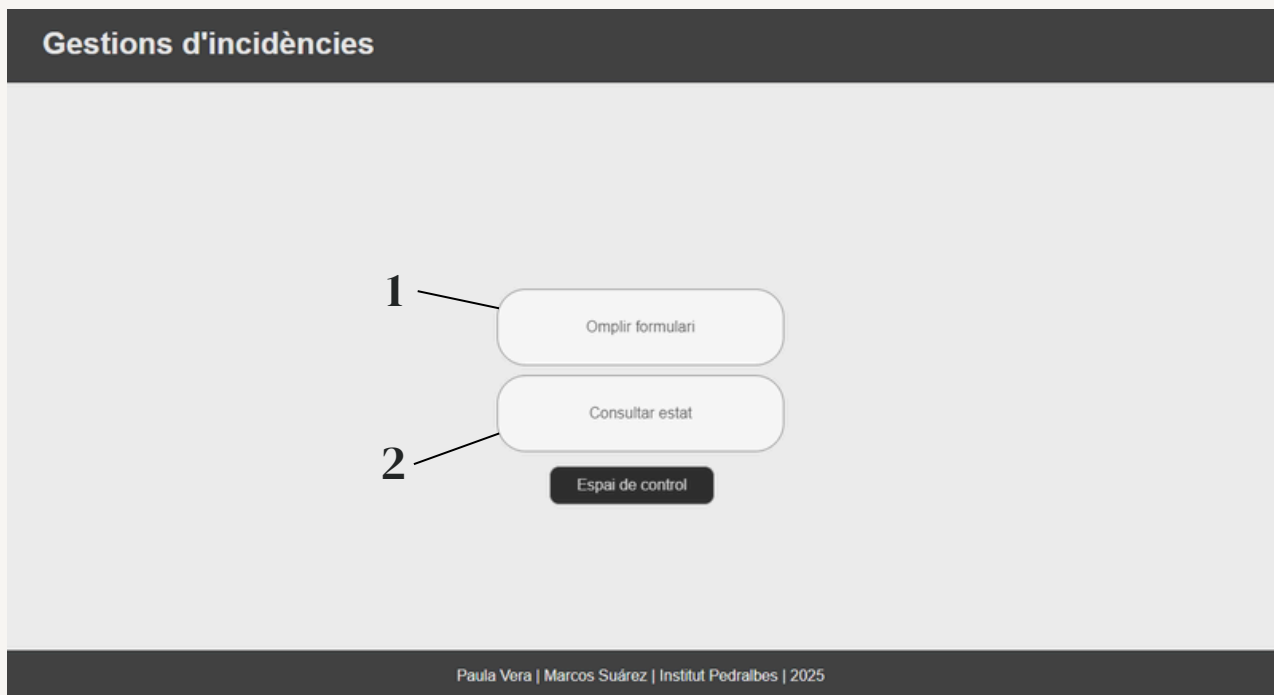 Gestions d'incidències
1
Omplir formulari
Consultar estat
2
Espai de control
Paula Vera | Marcos Suárez | Institut Pedralbes | 2025